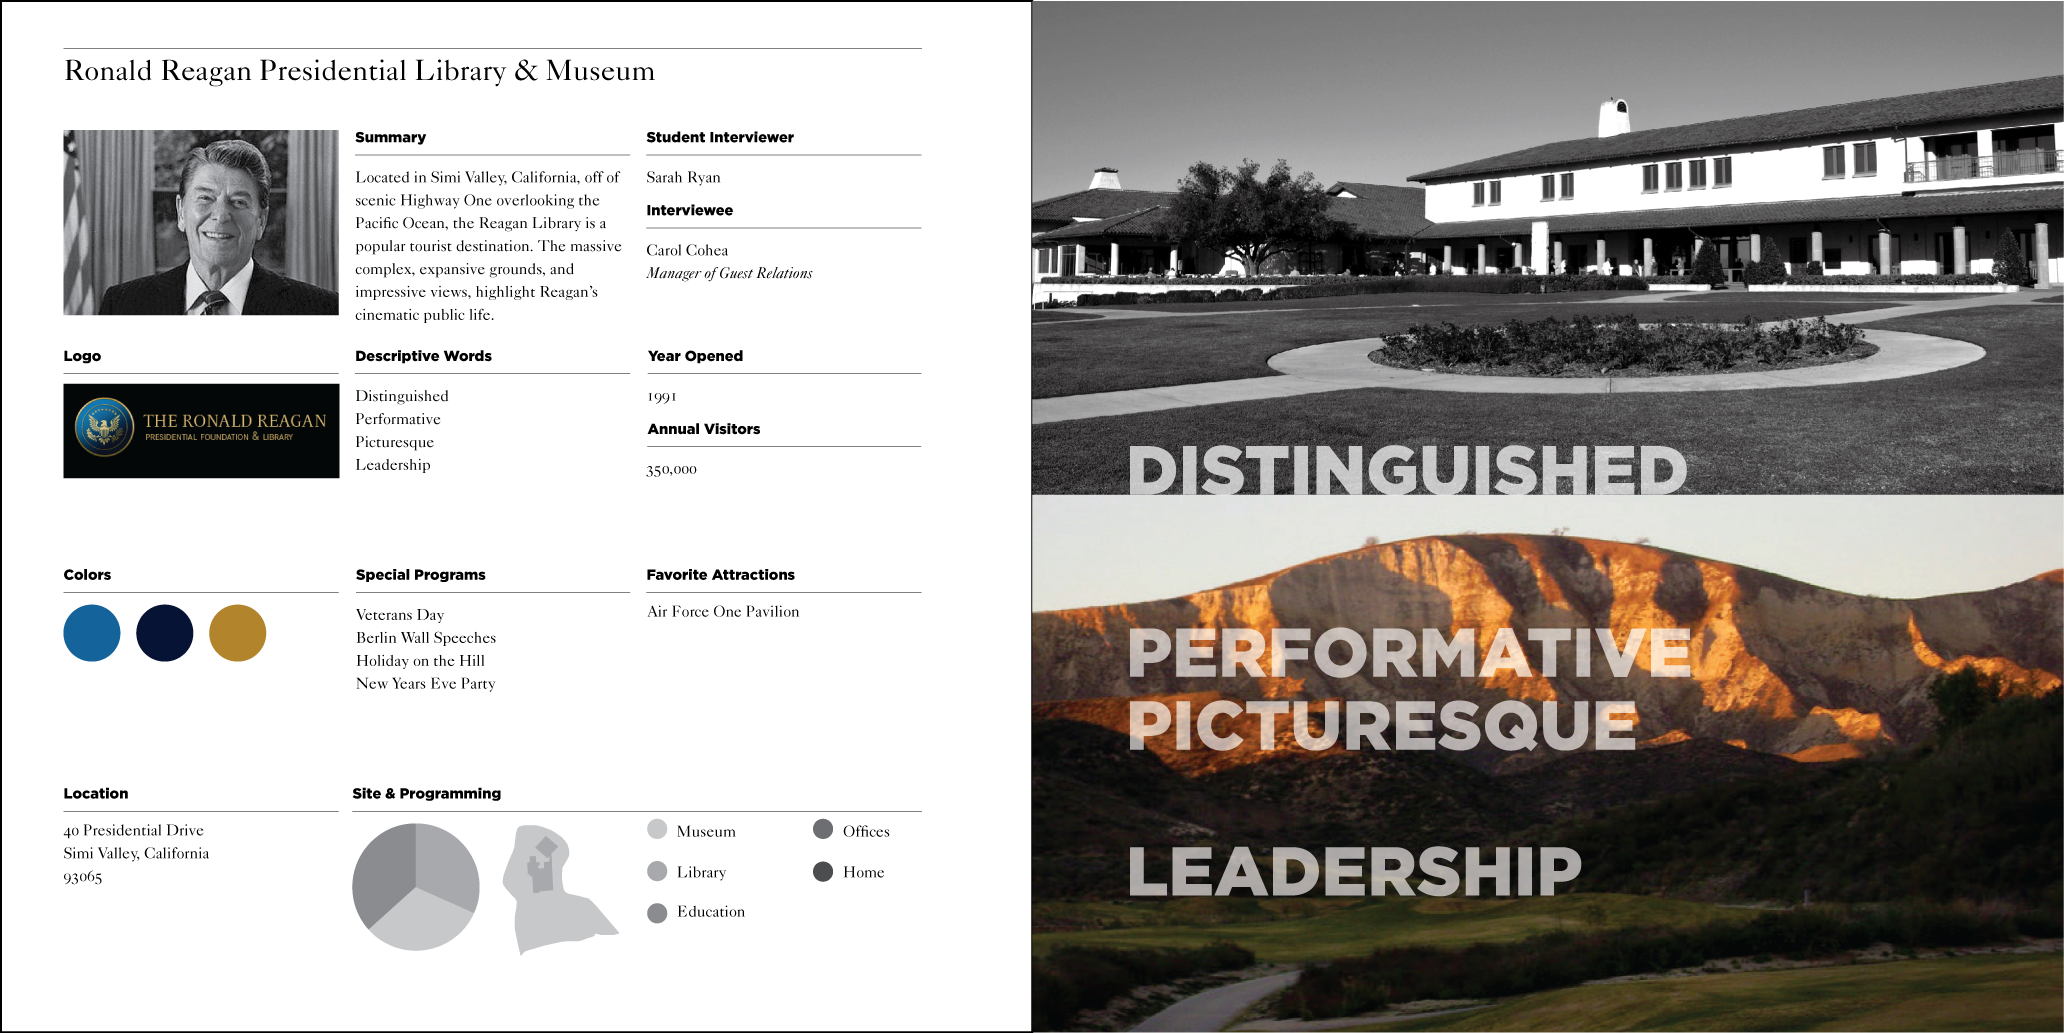 Ronald Reagan Presidential Library & Museum
Summary
Located in Simi Valley, California, off of
scenic Highway One overlooking the
Pacific Ocean, the Reagan Library is a
popular tourist destination. The massive
complex, expansive grounds, and
impressive views, highlight Reagan’s
cinematic public life.
Student Interviewer
Sarah Ryan
Interviewee
Carol Cohea
Manager of Guest Relations
Logo
THE RONALD REAGAN
PRESIDENTIAL FOUNDATION & LIBRARY
Descriptive Words
Distinguished
Performative
Picturesque
Leadership
Year Opened
1991
Annual Visitors
350,000
Colors
Special Programs
Veterans Day
Berlin Wall Speeches
Holiday on the Hill
New Years Eve Party
Favorite Attractions
Air Force One Pavilion
Location
40 Presidential Drive
Simi Valley, California
93065
Site & Programming
Museum
Library
Education
Offices
Home
DISTINGUISHED
PERFORMATIVE
PICTURESQUE
LEADERSHIP